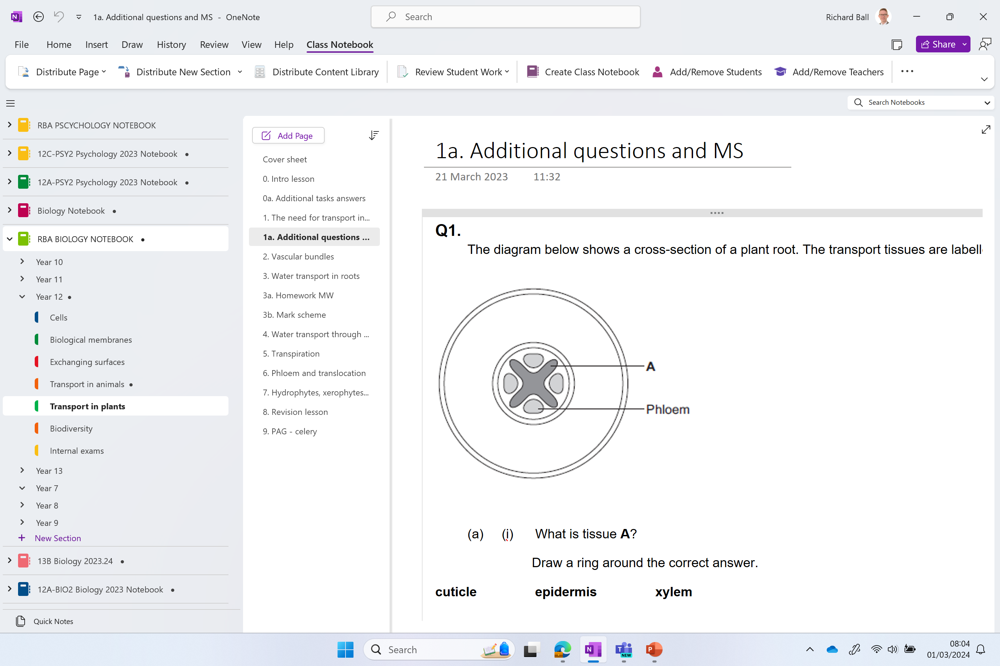 1a. Additional questions and MS - OneNote
Search
Richard Ball
File Home Insert Draw History Review View Help Class Notebook
Share
Distribute Page
Distribute New Section
Distribute Content Library
Review Student Work
Create Class Notebook
Add/Remove Students
Add/Remove Teachers
Search Notebooks
RBA PSCYCHOLOGY NOTEBOOK
12C-PSY2 Psychology 2023 Notebook
12A-PSY2 Psychology 2023 Notebook
Biology Notebook
RBA BIOLOGY NOTEBOOK
Year 10
Year 11
Year 12
Cells
Biological membranes
Exchanging surfaces
Transport in animals
Transport in plants
Biodiversity
Internal exams
Year 13
Year 7
Year 8
Year 9
New Section
13B Biology 2023.24
12A-BIO2 Biology 2023 Notebook
Quick Notes
Add Page
Cover sheet
0. Intro lesson
0a. Additional tasks answers
1. The need for transport in...
1a. Additional questions ...
2. Vascular bundles
3. Water transport in roots
3a. Homework MW
3b. Mark scheme
4. Water transport through ...
5. Transpiration
6. Phloem and translocation
7. Hydrophytes, xerophytes...
8. Revision lesson
9. PAG - celery
1a. Additional questions and MS
21 March 2023 11:32
Q1.
The diagram below shows a cross-section of a plant root. The transport tissues are labell
A
Phloem
(a) (i) What is tissue A?
Draw a ring around the correct answer.
cuticle epidermis xylem
Search
NEW
08:04
01/03/2024